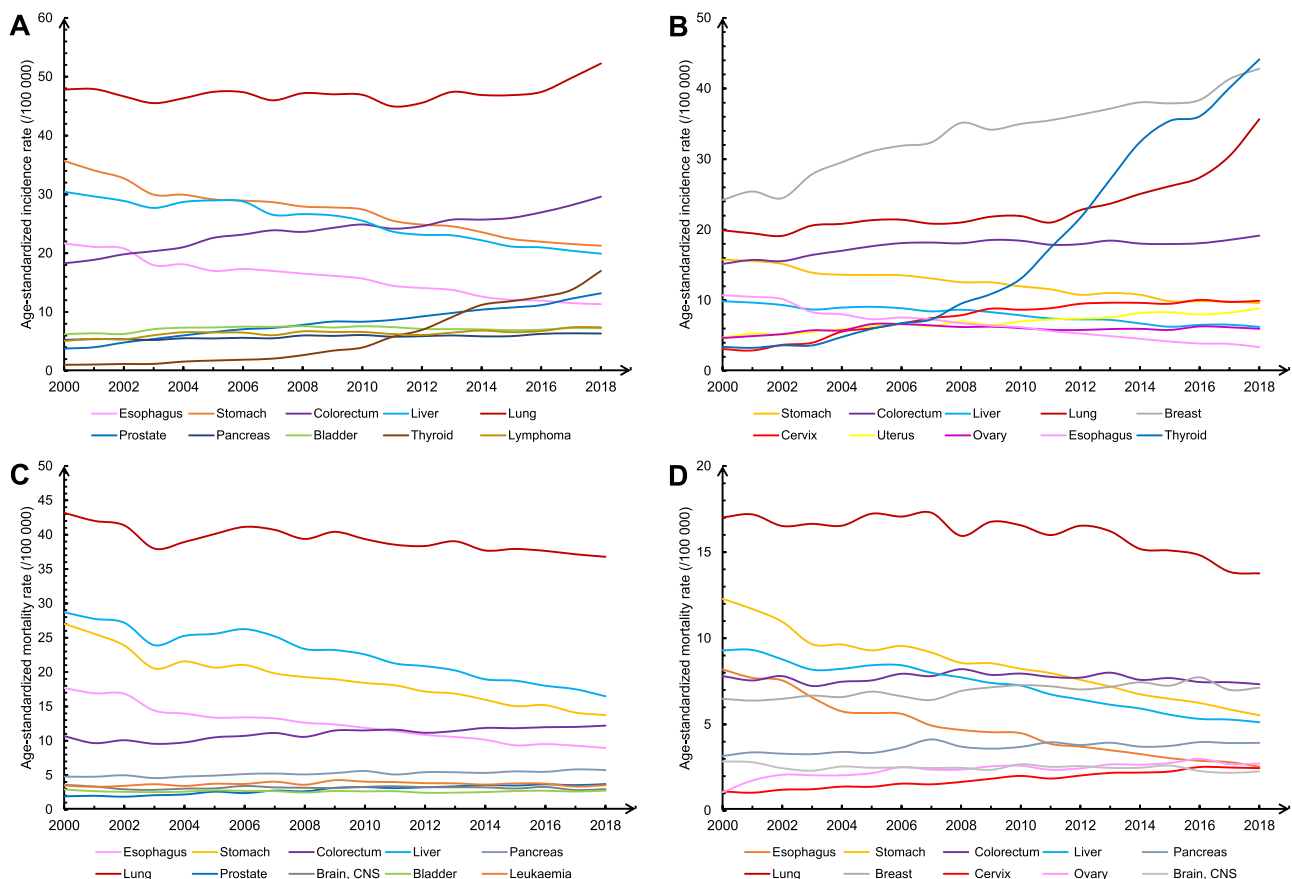 A
Age-standardized incidence rate (/100 000)
60
50
40
30
20
10
0
2000 2002 2004 2006 2008 2010 2012 2014 2016 2018
Esophagus Stomach Colorectum Liver Lung
Prostate Pancreas Bladder Thyroid Lymphoma
B
Age-standardized incidence rate (/100 000)
50
40
30
20
10
0
2000 2002 2004 2006 2008 2010 2012 2014 2016 2018
Stomach Colorectum Liver Lung Breast
Cervix Uterus Ovary Esophagus Thyroid
C
Age-standardized mortality rate (/100 000)
50
45
40
35
30
25
20
15
10
5
0
2000 2002 2004 2006 2008 2010 2012 2014 2016 2018
Esophagus Stomach Colorectum Liver Pancreas
Lung Prostate Brain, CNS Bladder Leukaemia
D
Age-standardized mortality rate (/100 000)
20
15
10
5
0
2000 2002 2004 2006 2008 2010 2012 2014 2016 2018
Esophagus Stomach Colorectum Liver Pancreas
Lung Breast Cervix Ovary Brain, CNS